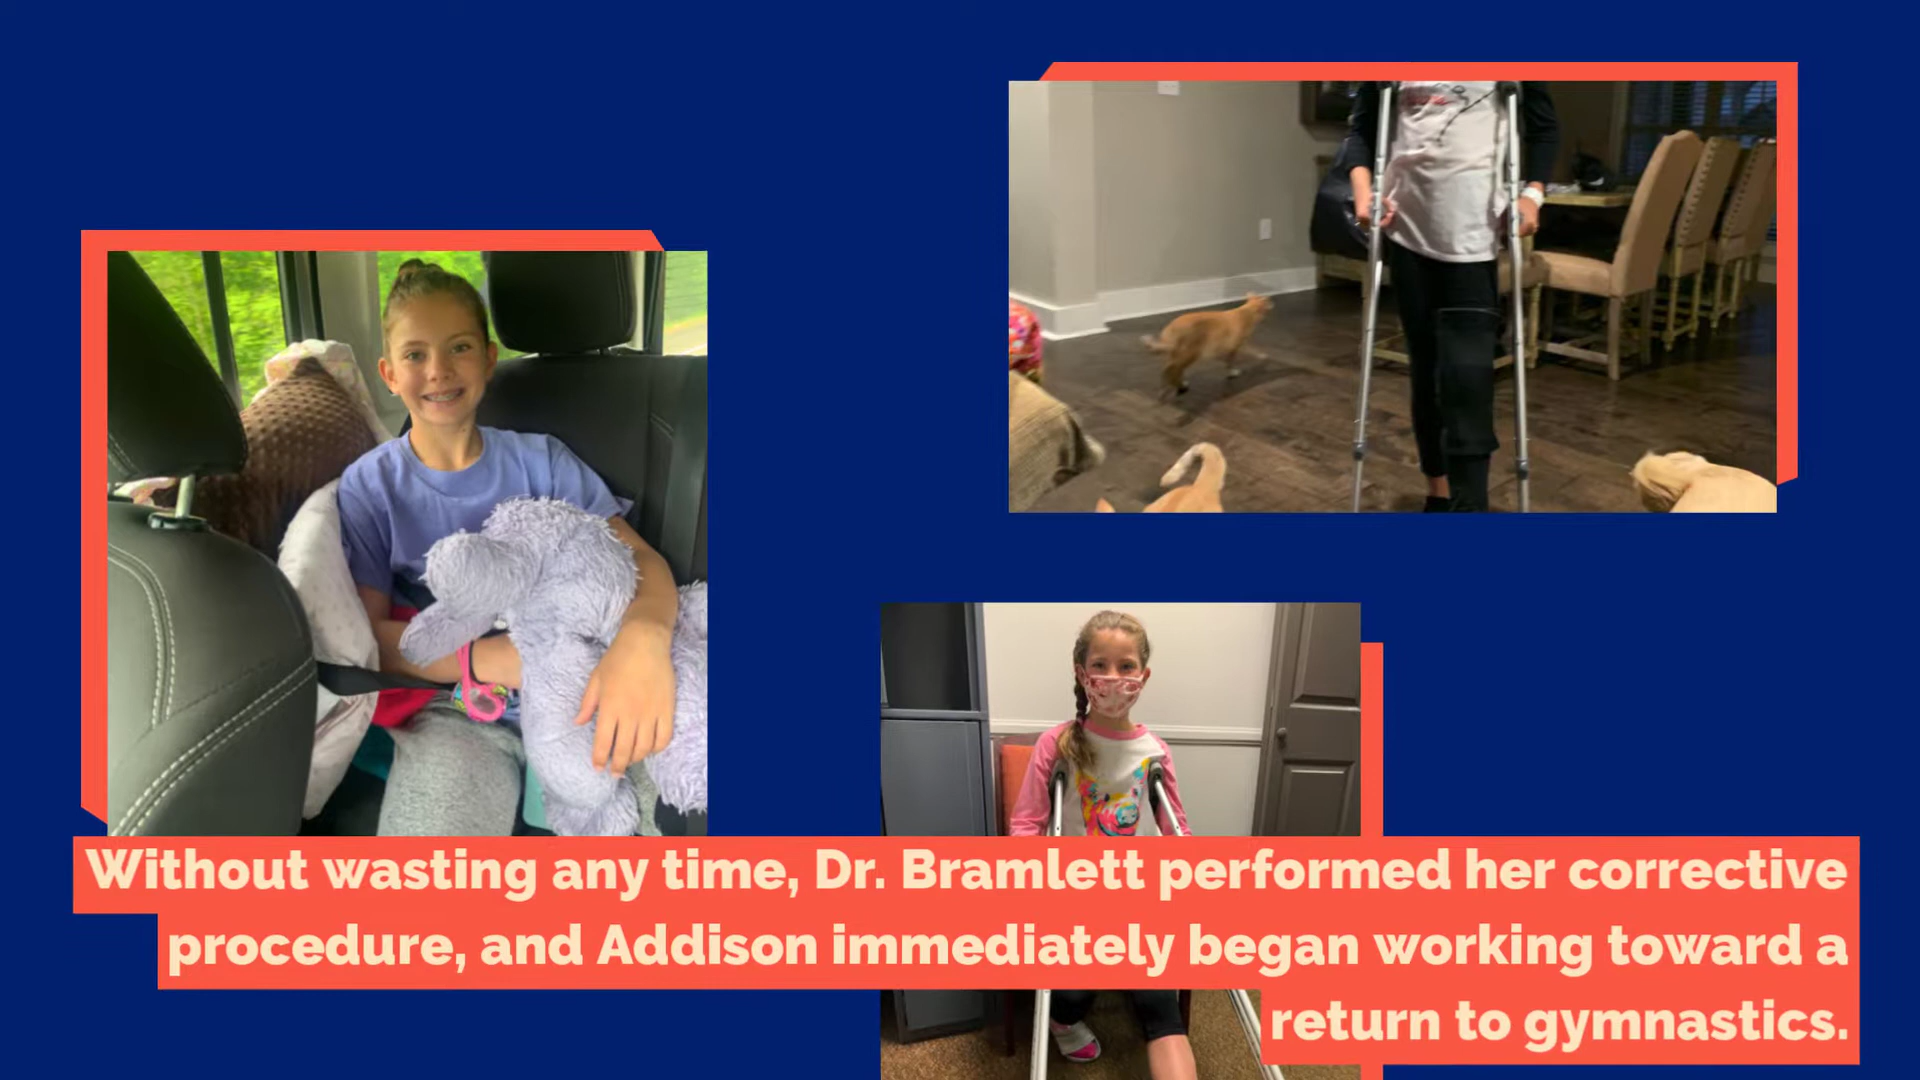 Without wasting any time, Dr. Bramlett performed her corrective
procedure, and Addison immediately began working toward a
return to gymnastics.